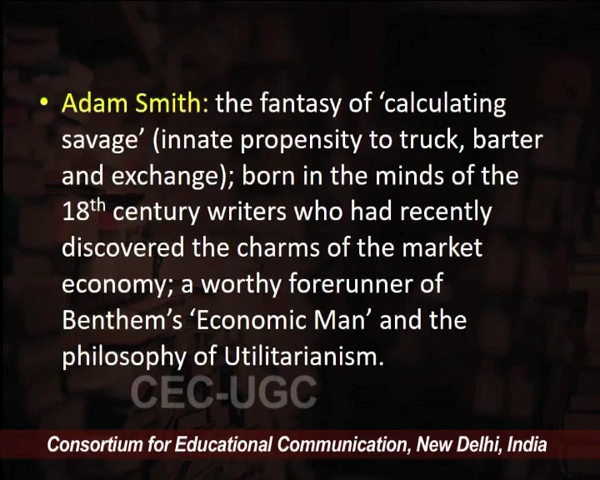 • Adam Smith: the fantasy of ‘calculating
savage’ (innate propensity to truck, barter
and exchange); born in the minds of the
18th century writers who had recently
discovered the charms of the market
economy; a worthy forerunner of
Benthem’s ‘Economic Man’ and the
philosophy of Utilitarianism.
CEC-UGC
Consortium for Educational Communication, New Delhi, India